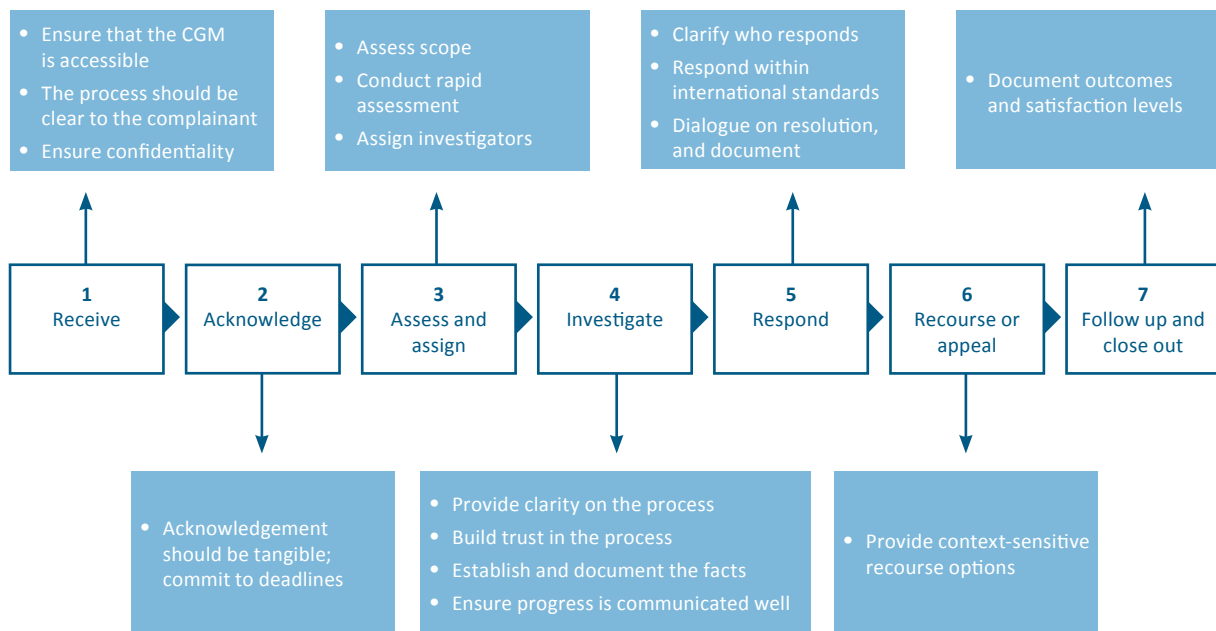 • Ensure that the CGM
is accessible
• The process should be
clear to the complainant
• Ensure confidentiality
• Assess scope
• Conduct rapid
assessment
• Assign investigators
• Clarify who responds
• Respond within
international standards
• Dialogue on resolution,
and document
• Document outcomes
and satisfaction levels
1
Receive
2
Acknowledge
3
Assess and
assign
4
Investigate
5
Respond
6
Recourse or
appeal
7
Follow up and
close out
• Acknowledgement
should be tangible;
commit to deadlines
• Provide clarity on the process
• Build trust in the process
• Establish and document the facts
• Ensure progress is communicated well
• Provide context-sensitive
recourse options